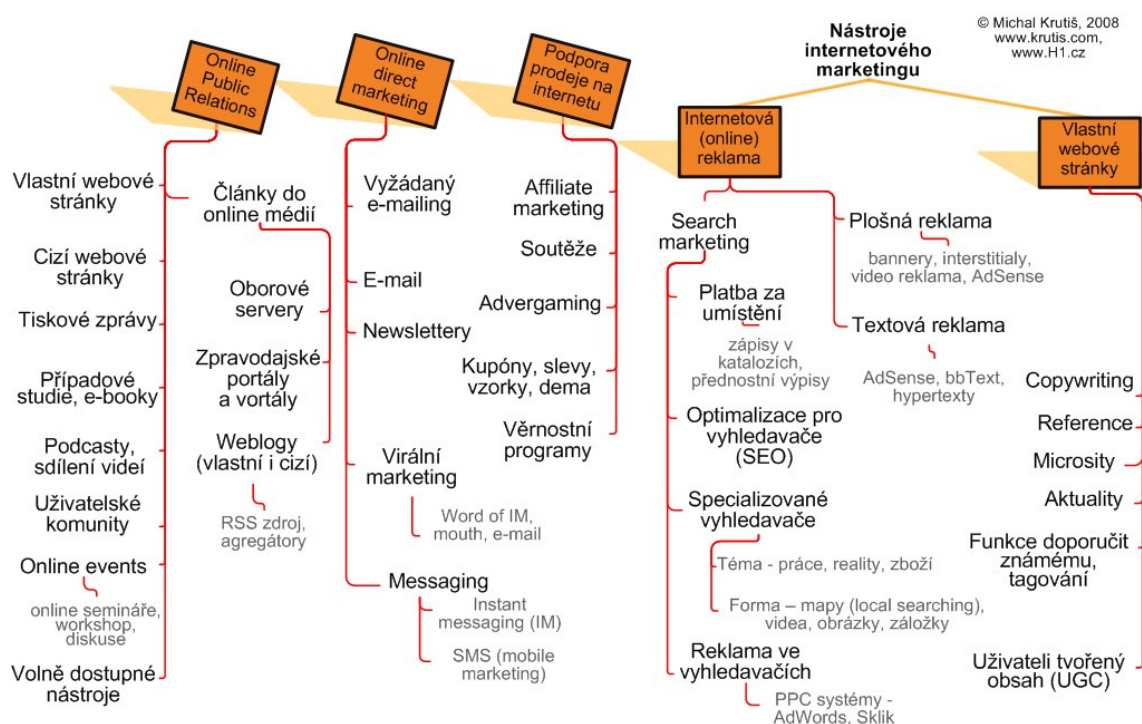 Nástroje
internetového
marketingu
© Michal Krutiš, 2008
www.krutis.com,
www.H1.cz
Online
Public
Relations
Vlastní webové
stránky
Cizí webové
stránky
Tiskové zprávy
Případové
studie, e-booky
Podcasty,
sdílení videí
Uživatelské
komunity
Online events
online semináře,
workshop,
diskuse
Volně dostupné
nástroje
Články do
online médií
Oborové
servery
Zpravodajské
portály
a vortály
Weblogy
(vlastní i cizí)
RSS zdroj,
agregátory
Online
direct
marketing
Vyžádaný
e-mailing
E-mail
Newslettery
Virální
marketing
Word of IM,
mouth, e-mail
Messaging
Instant
messaging (IM)
SMS (mobile
marketing)
Podpora
prodeje na
internetu
Affiliate
marketing
Soutěže
Advergaming
Kupóny, slevy,
vzorky, dema
Věrnostní
programy
Internetová
(online)
reklama
Search
marketing
Platba za
umístění
zápisy v
katalozích,
přednostní výpisy
Optimalizace pro
vyhledavače
(SEO)
Specializované
vyhledavače
Téma - práce, reality, zboží
Forma – mapy (local searching),
videa, obrázky, záložky
Reklama ve
vyhledavačích
PPC systémy -
AdWords, Sklik
Plošná reklama
bannery, interstitialy,
video reklama, AdSense
Textová reklama
AdSense, bbText,
hypertexty
Vlastní
webové
stránky
Copywriting
Reference
Microsity
Aktuality
Funkce doporučit
známému,
tagování
Uživateli tvořený
obsah (UGC)